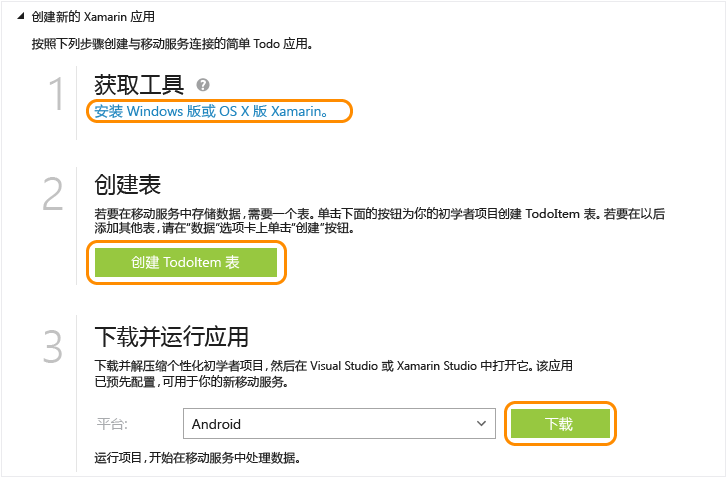 创建新的 Xamarin 应用
按照下列步骤创建与移动服务连接的简单 Todo 应用。
1
获取工具 ?
安装 Windows 版或 OS X 版 Xamarin。
2
创建表
若要在移动服务中存储数据,需要一个表。单击下面的按钮为你的初学者项目创建 TodoItem 表。若要在以后
添加其他表,请在“数据”选项卡上单击“创建”按钮。
创建 TodoItem 表
3
下载并运行应用
下载并解压缩个性化初学者项目,然后在 Visual Studio 或 Xamarin Studio 中打开它。该应用
已预先配置,可用于你的新移动服务。
平台: Android 下载
运行项目,开始在移动服务中处理数据。